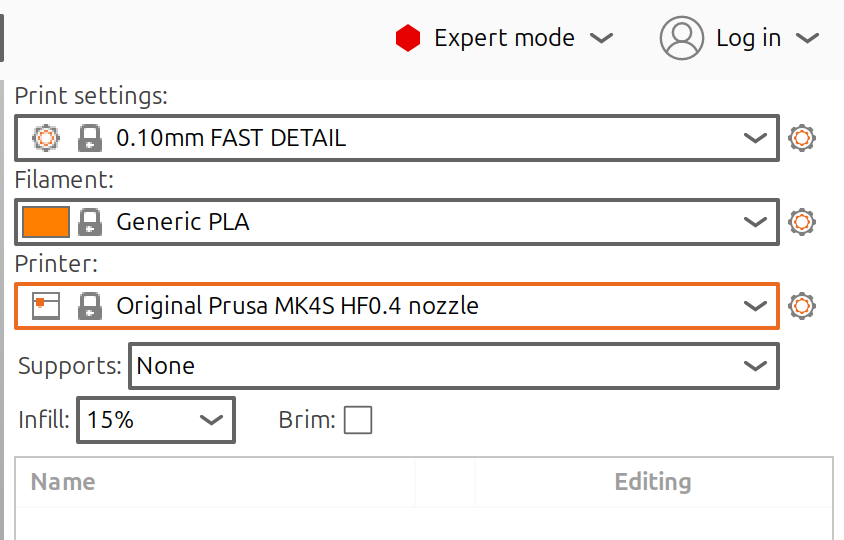 Expert mode Log in
Print settings:
0.10mm FAST DETAIL
Filament:
Generic PLA
Printer:
Original Prusa MK4S HF0.4 nozzle
Supports: None
Infill: 15% Brim:
Name Editing